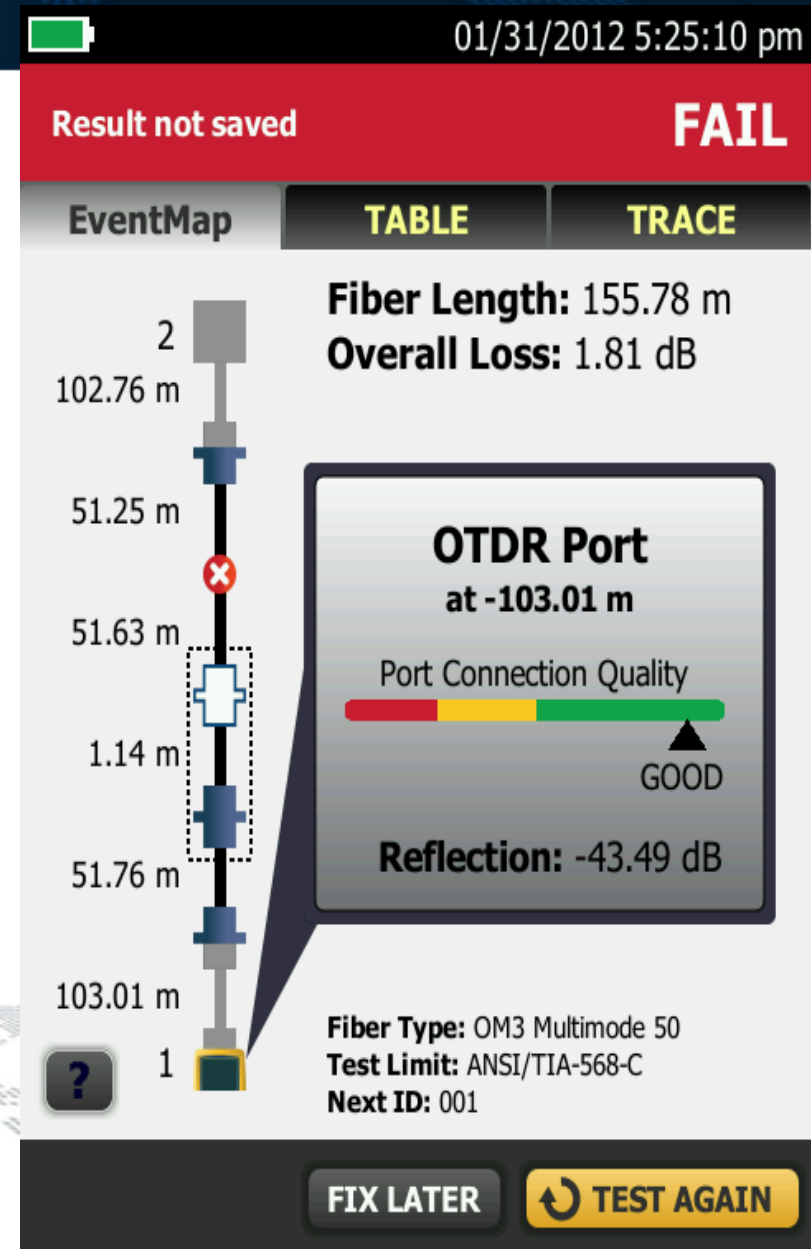 01/31/2012 5:25:10 pm
Result not saved FAIL
EventMap TABLE TRACE
Fiber Length: 155.78 m
Overall Loss: 1.81 dB
2
102.76 m
51.25 m
51.63 m
1.14 m
51.76 m
103.01 m
1
OTDR Port
at -103.01 m
Port Connection Quality
GOOD
Reflection: -43.49 dB
Fiber Type: OM3 Multimode 50
Test Limit: ANSI/TIA-568-C
Next ID: 001
?
FIX LATER TEST AGAIN